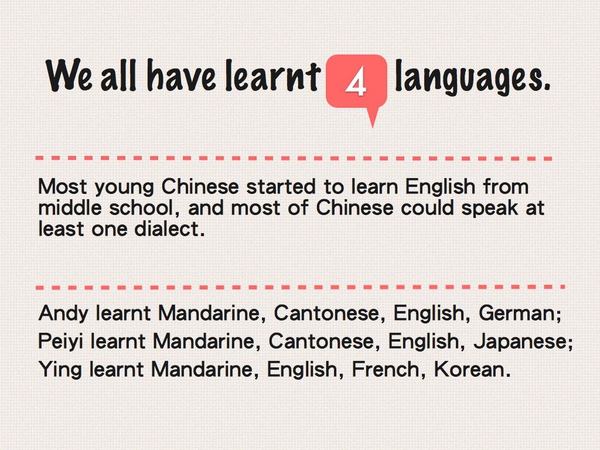 We all have learnt 4 languages.
Most young Chinese started to learn English from
middle school, and most of Chinese could speak at
least one dialect.
Andy learnt Mandarine, Cantonese, English, German;
Peiyi learnt Mandarine, Cantonese, English, Japanese;
Ying learnt Mandarine, English, French, Korean.